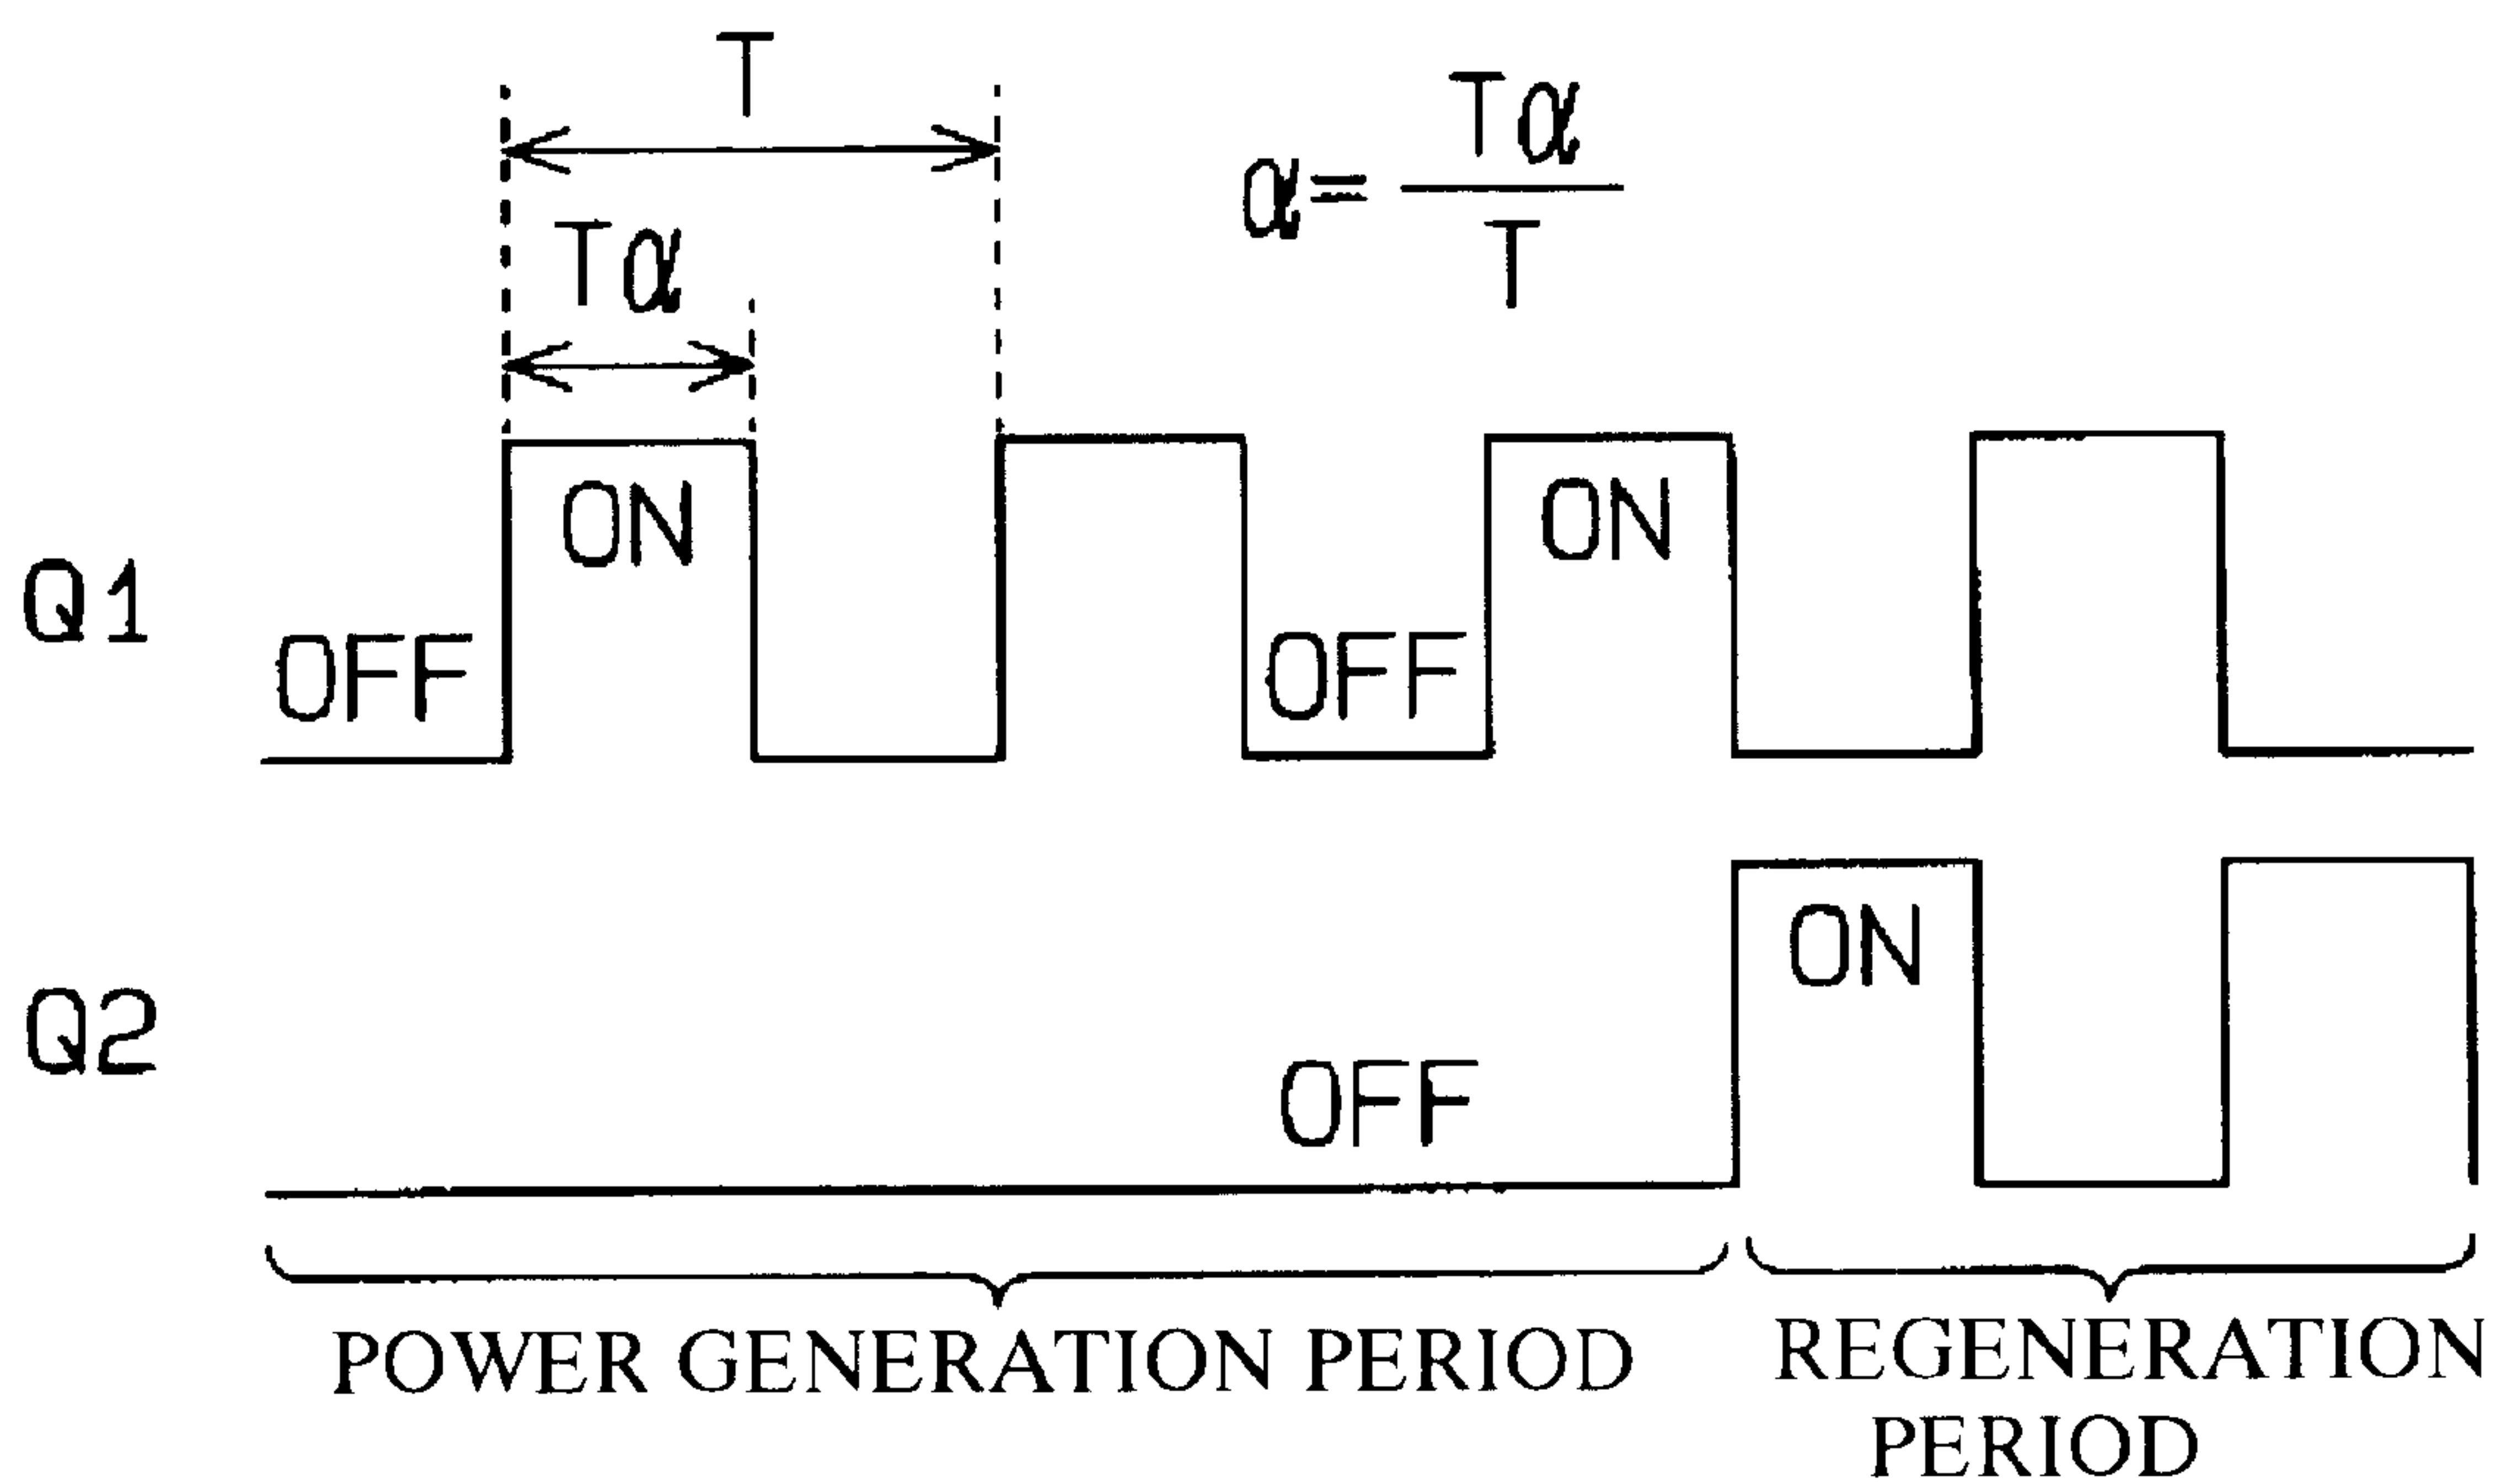 T
Tα
α= Tα
T
Q1
OFF
ON
OFF
ON
Q2
OFF
ON
POWER GENERATION PERIOD
REGENERATION
PERIOD